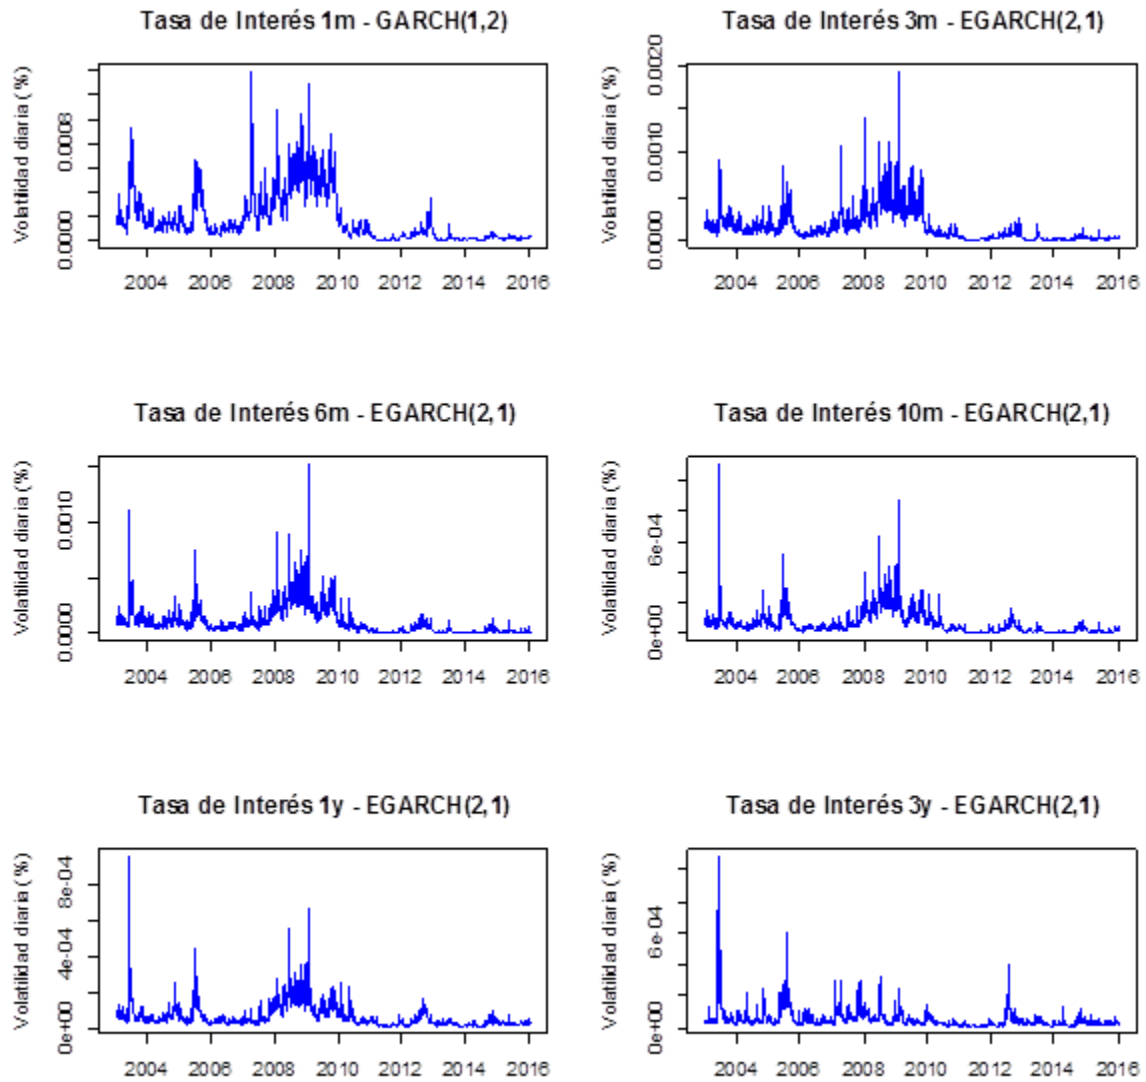 Tasa de Interés 1m - GARCH(1,2)
Volatilidad diaria (%)
0.0000 0.0008
2004 2006 2008 2010 2012 2014 2016
Tasa de Interés 3m - EGARCH(2,1)
Volatilidad diaria (%)
0.0000 0.0010 0.0020
2004 2006 2008 2010 2012 2014 2016
Tasa de Interés 6m - EGARCH(2,1)
Volatilidad diaria (%)
0.0000 0.0010
2004 2006 2008 2010 2012 2014 2016
Tasa de Interés 10m - EGARCH(2,1)
Volatilidad diaria (%)
0e+00 6e-04
2004 2006 2008 2010 2012 2014 2016
Tasa de Interés 1y - EGARCH(2,1)
Volatilidad diaria (%)
0e+00 4e-04 8e-04
2004 2006 2008 2010 2012 2014 2016
Tasa de Interés 3y - EGARCH(2,1)
Volatilidad diaria (%)
0e+00 6e-04
2004 2006 2008 2010 2012 2014 2016